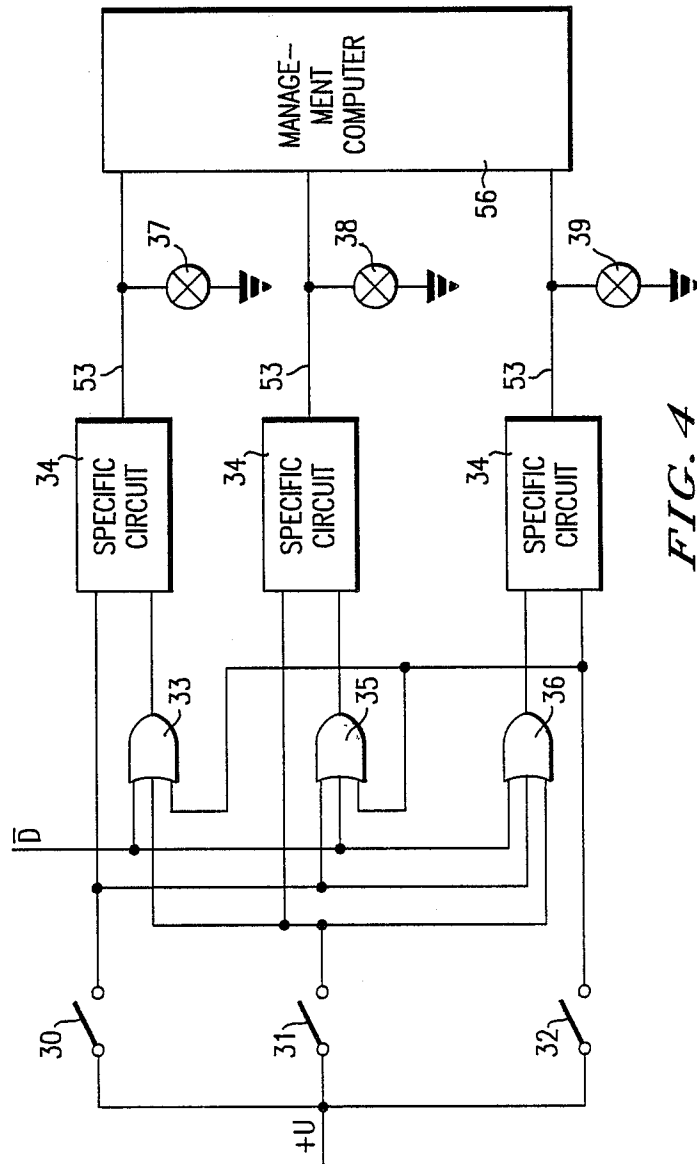 +U
30
31
32
D̅
33
35
36
34
SPECIFIC
CIRCUIT
34
SPECIFIC
CIRCUIT
34
SPECIFIC
CIRCUIT
53
53
53
37
38
39
MANAGE-
MENT
COMPUTER
56
FIG. 4